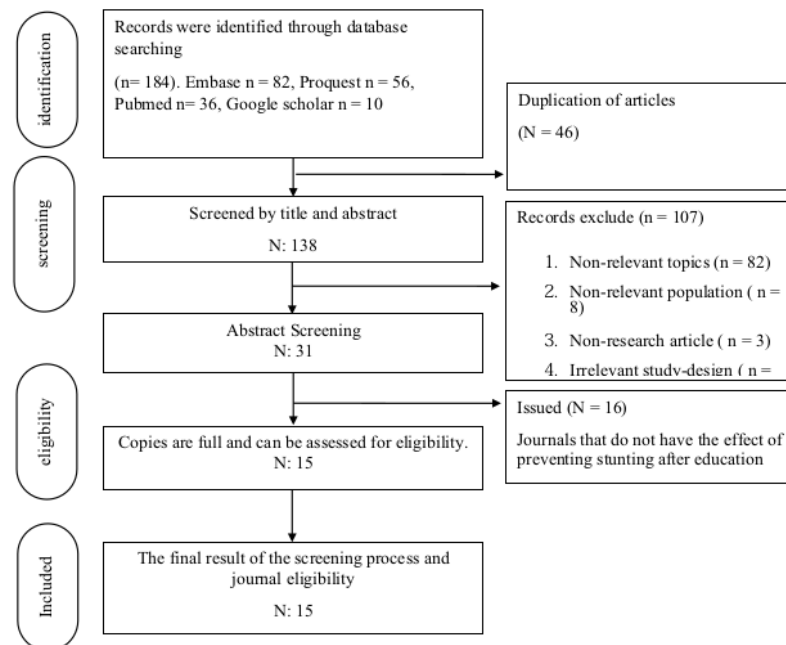 identification
Records were identified through database
searching
(n= 184). Embase n = 82, Proquest n = 56,
Pubmed n= 36, Google scholar n = 10
Duplication of articles
(N = 46)
screening
Screened by title and abstract
N: 138
Records exclude (n = 107)
1. Non-relevant topics (n = 82)
2. Non-relevant population ( n =
8)
3. Non-research article ( n = 3)
4. Irrelevant study-design ( n =
Abstract Screening
N: 31
eligibility
Issued (N = 16)
Journals that do not have the effect of
preventing stunting after education
Copies are full and can be assessed for eligibility.
N: 15
Included
The final result of the screening process and
journal eligibility
N: 15